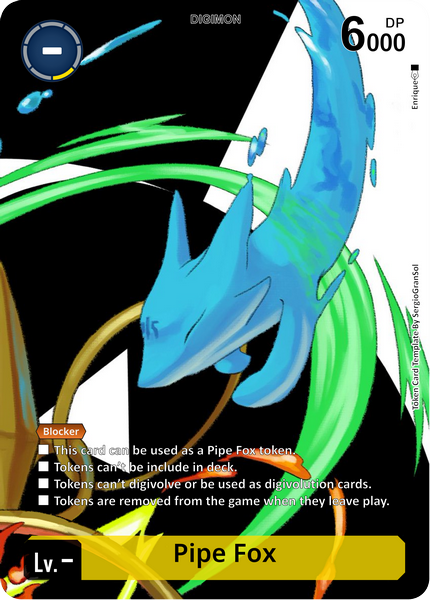 DIGIMON
DP
6000
Enrique
Token Card Template By SergioGranSol
Blocker
This card can be used as a Pipe Fox token.
Tokens can't be include in deck.
Tokens can't digivolve or be used as digivolution cards.
Tokens are removed from the game when they leave play.
Lv.-
Pipe Fox